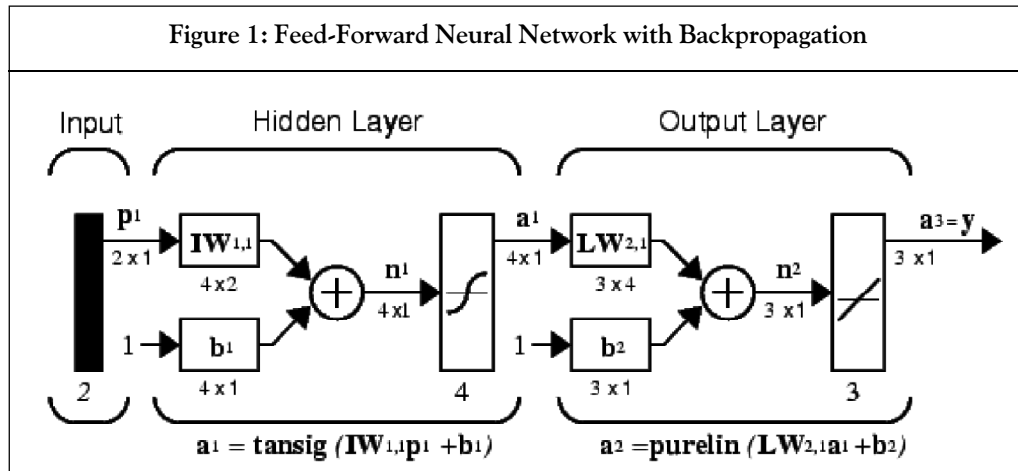 Figure 1: Feed-Forward Neural Network with Backpropagation
Input Hidden Layer Output Layer
p1 a1 a3=y
IW1,1 LW2,1
2 x 1 n1 4x1 n2 3 x 1
4x2 3 x4
4x1 3 x1
1 b1 1 b2
2 4 x 1 4 3 x 1 3
a1 = tansig (IW1,1p1 +b1) a2 =purelin (LW2,1a1 +b2)